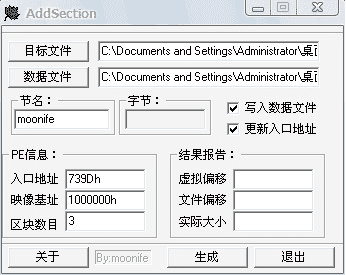 AddSection
目标文件 C:\Documents and Settings\Administrator\桌面
数据文件 C:\Documents and Settings\Administrator\桌面
节名： 字节： 写入数据文件
moonife 更新入口地址
PE信息： 结果报告：
入口地址 739Dh 虚拟偏移
映像基址 1000000h 文件偏移
区块数目 3 实际大小
关于 By:moonife 生成 退出